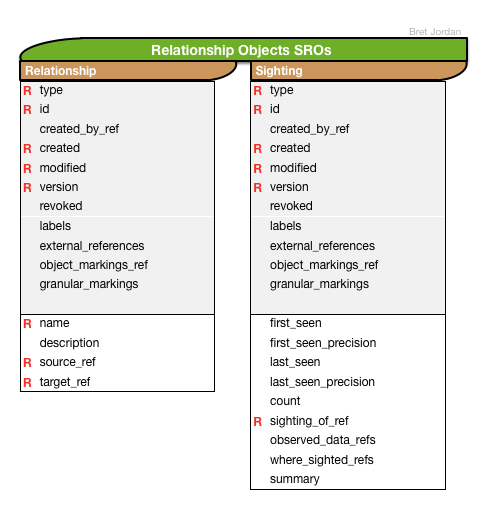 Bret Jordan
Relationship Objects SROs
Relationship
R type
R id
created_by_ref
R created
R modified
R version
revoked
labels
external_references
object_markings_ref
granular_markings
R name
description
R source_ref
R target_ref
Sighting
R type
R id
created_by_ref
R created
R modified
R version
revoked
labels
external_references
object_markings_ref
granular_markings
first_seen
first_seen_precision
last_seen
last_seen_precision
count
R sighting_of_ref
observed_data_refs
where_sighted_refs
summary